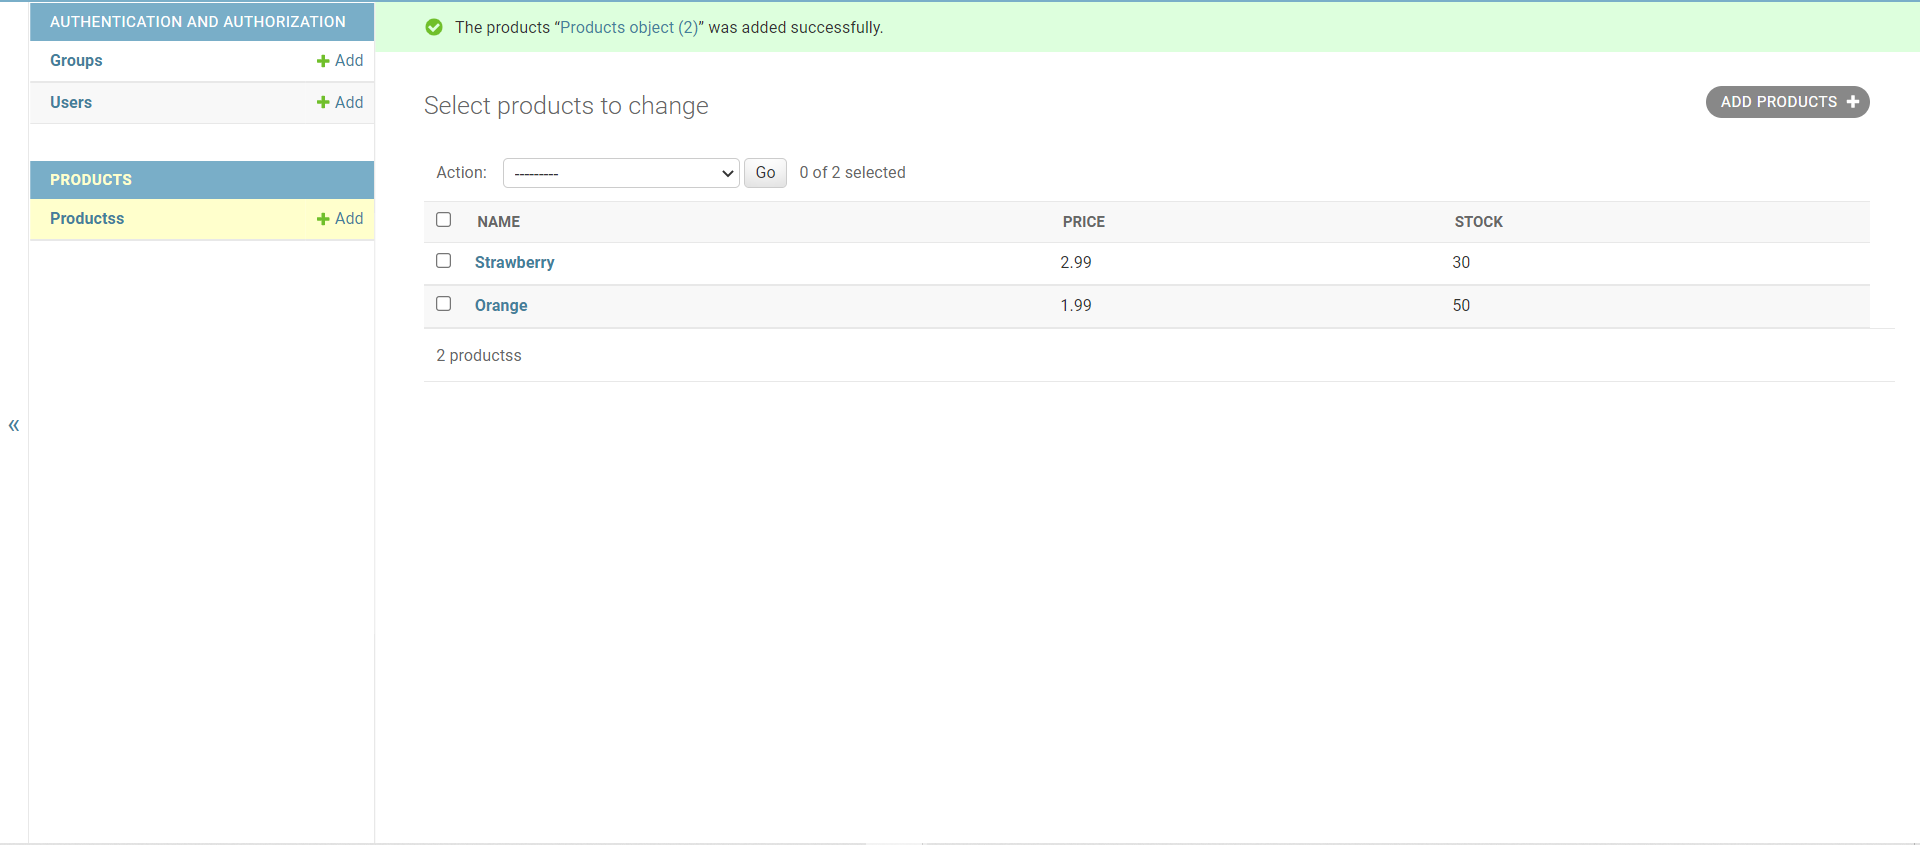 AUTHENTICATION AND AUTHORIZATION
Groups
Add
Users
Add
PRODUCTS
Productss
Add
«
The products “Products object (2)” was added successfully.
Select products to change
ADD PRODUCTS
Action: --------- Go 0 of 2 selected
NAME PRICE STOCK
Strawberry 2.99 30
Orange 1.99 50
2 productss